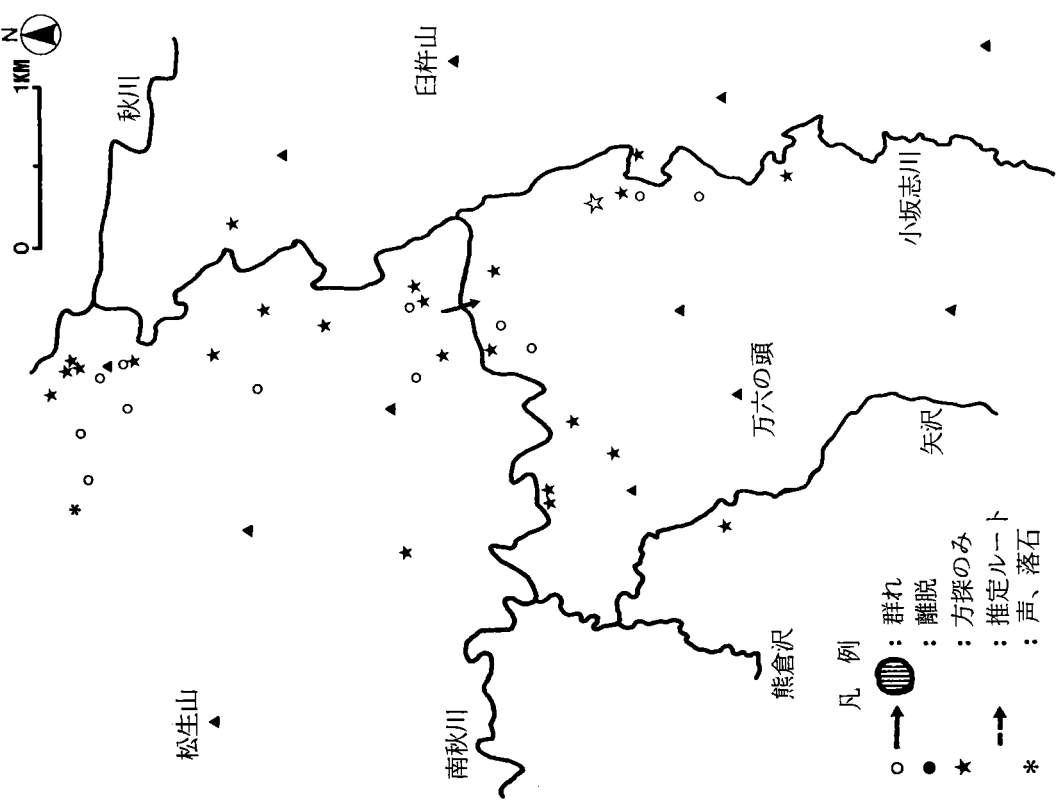 N
0 1KM
秋川
臼杵山
松生山
南秋川
小坂志川
万六の頭
矢沢
熊倉沢
凡 例
: 群れ
: 離脱
: 方探のみ
: 推定ルート
: 声、落石